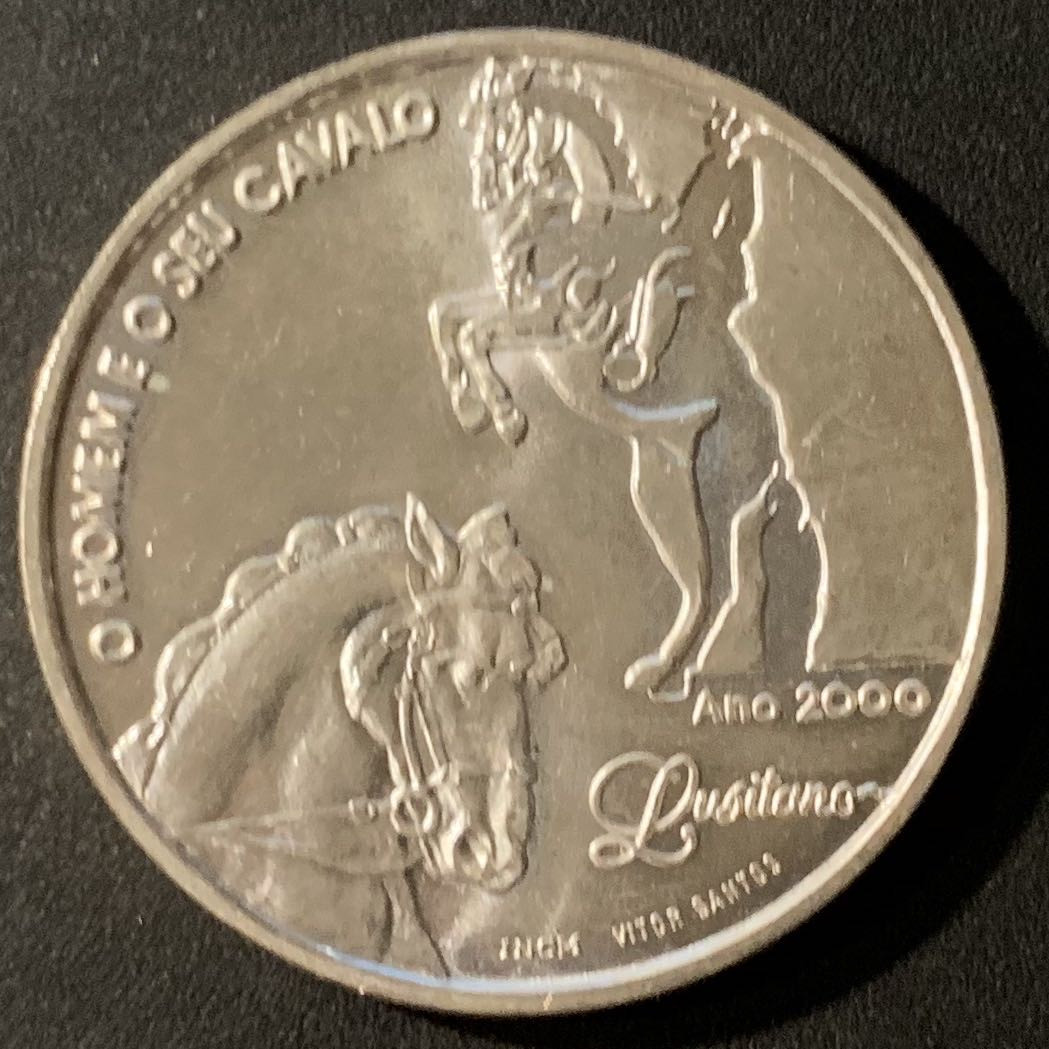 O HOMEM E O SEU CAVALO
Ano 2000
Lusitano
INCM VITOR SANTOS